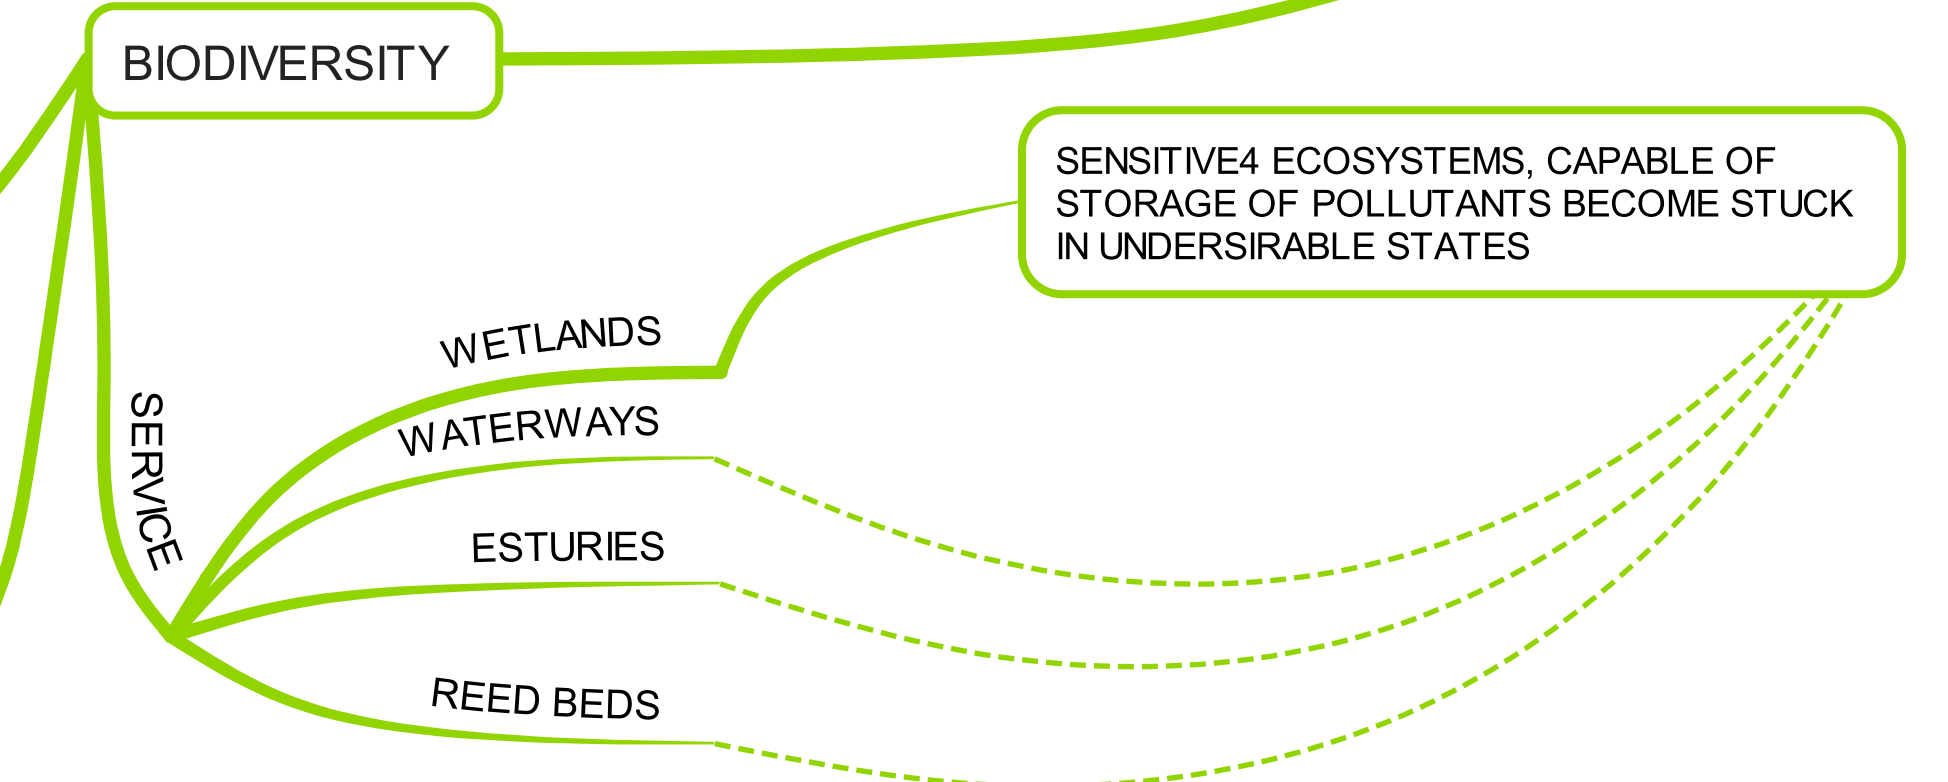 BIODIVERSITY
SENSITIVE4 ECOSYSTEMS, CAPABLE OF
STORAGE OF POLLUTANTS BECOME STUCK
IN UNDERSIRABLE STATES
WETLANDS
WATERWAYS
SERVICE
ESTURIES
REED BEDS